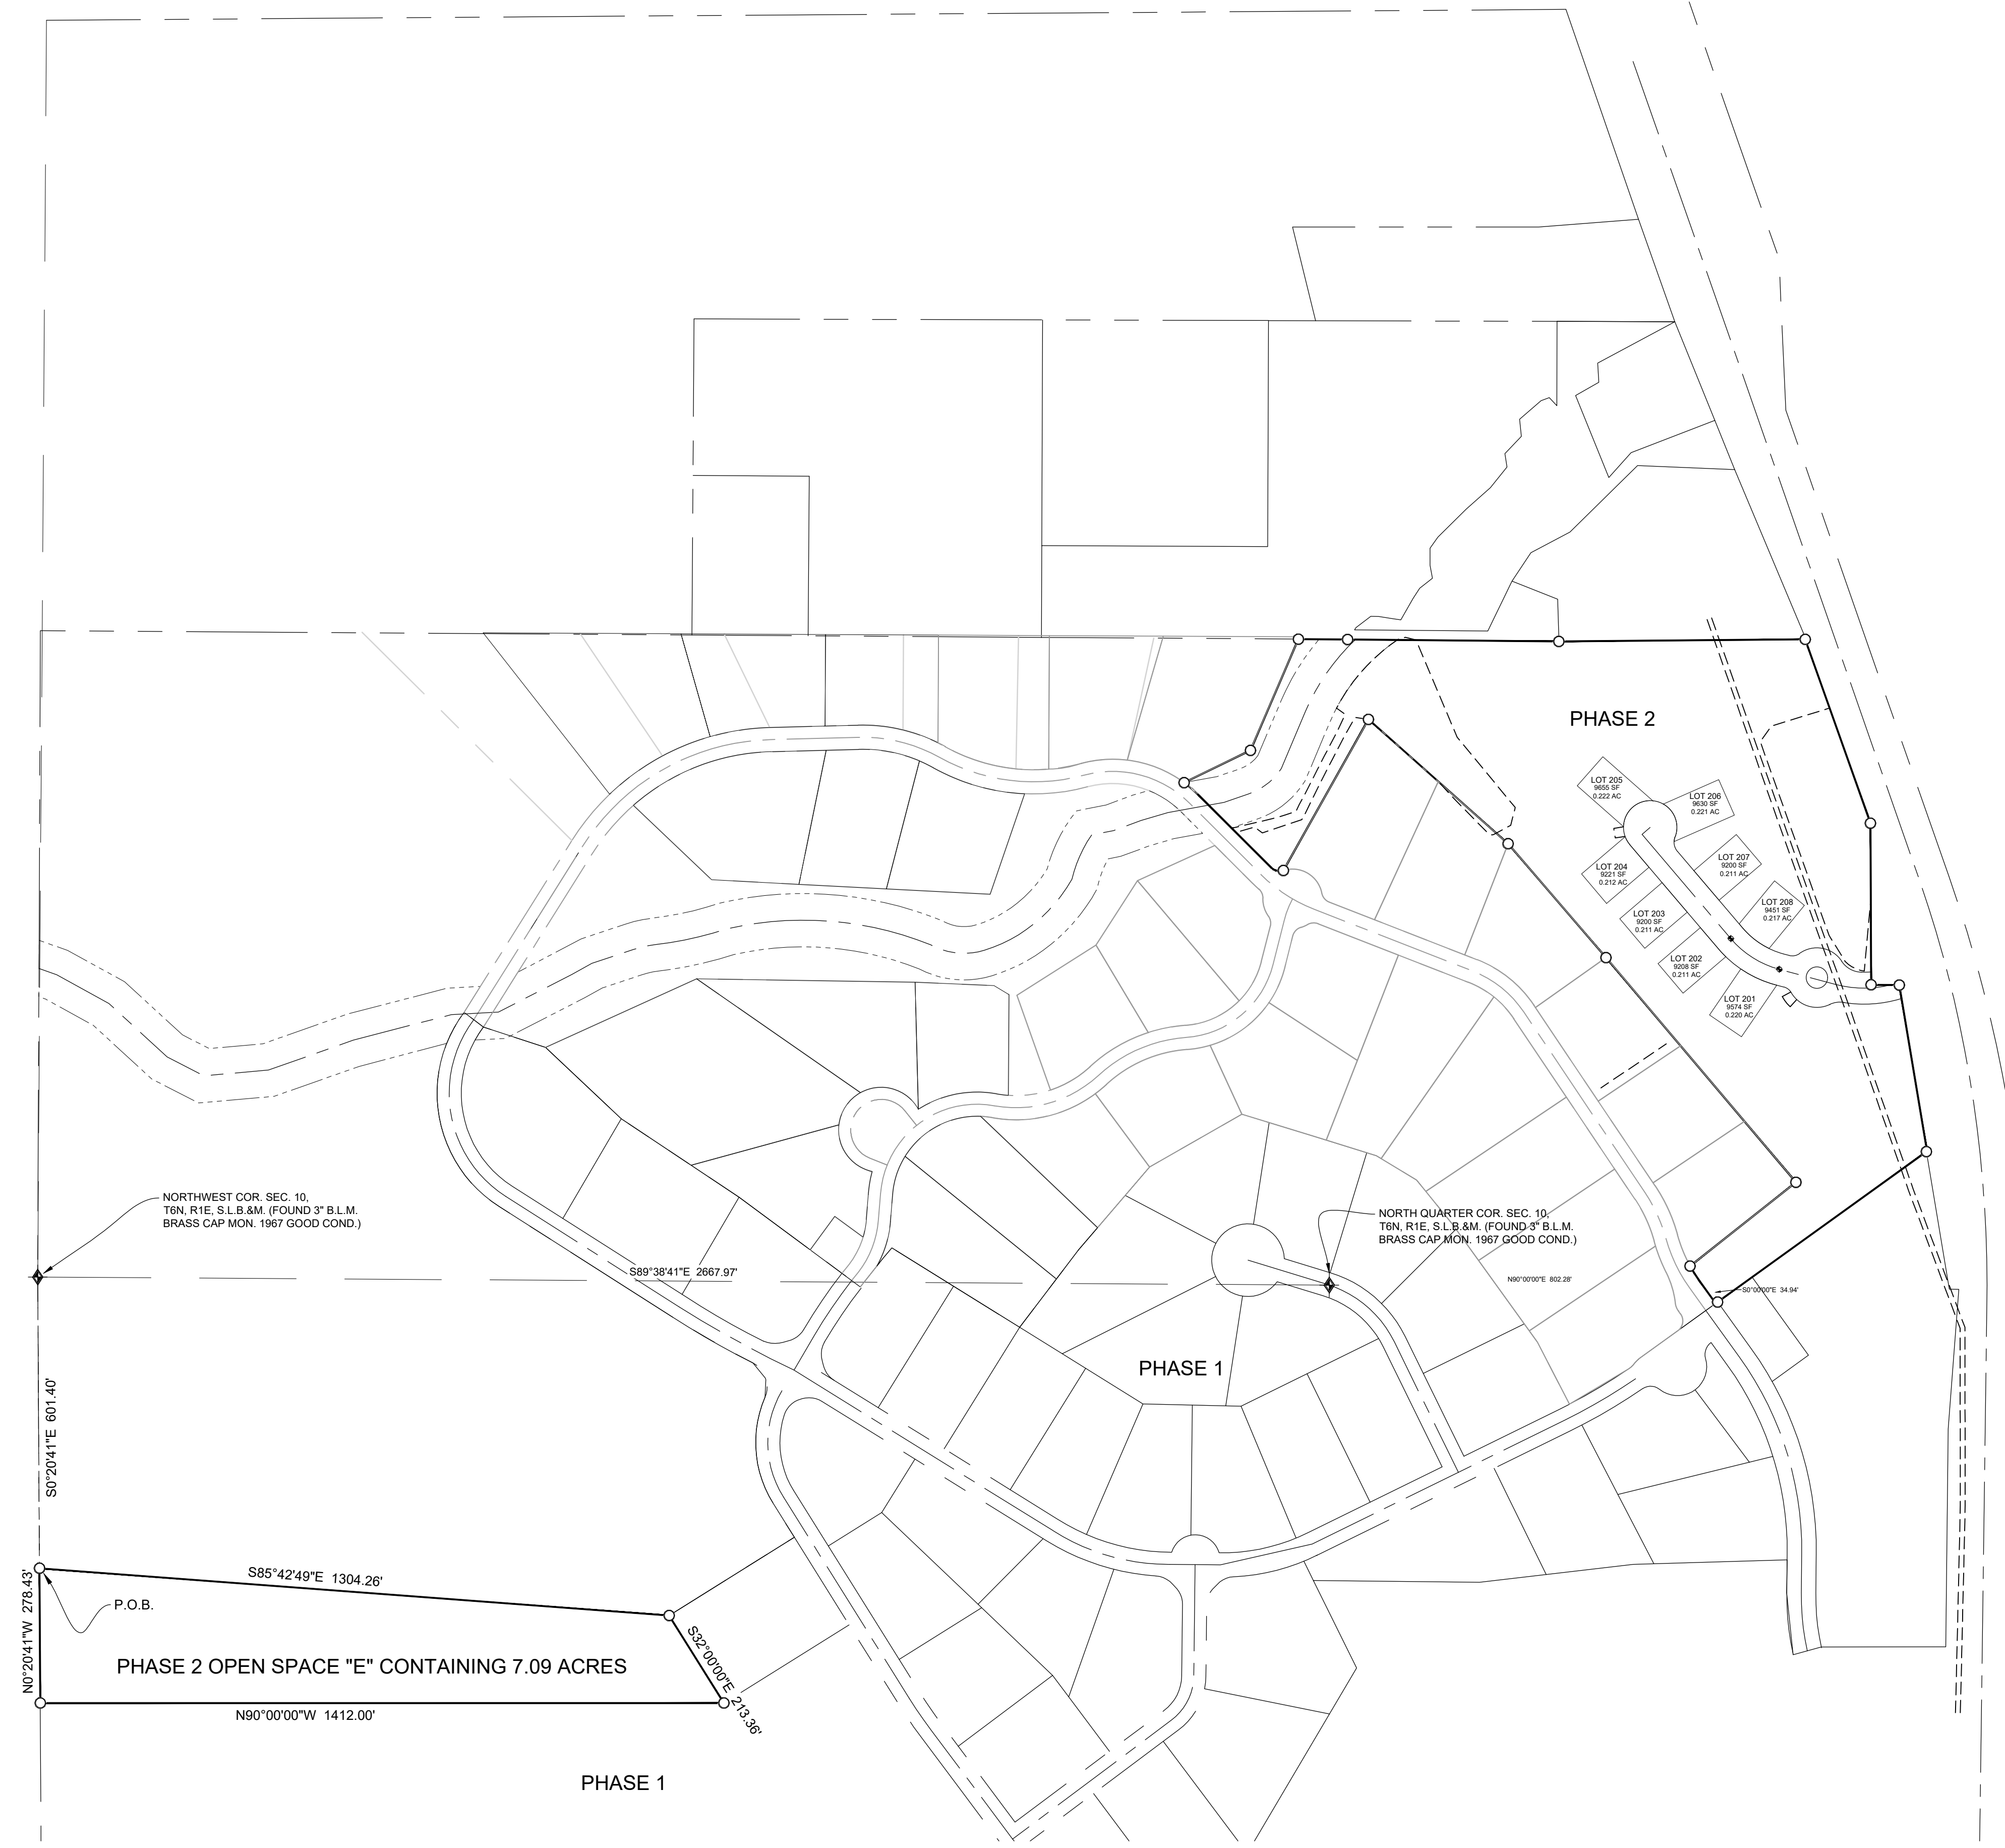 PHASE 2
LOT 205
9655 SF
0.222 AC
LOT 206
9630 SF
0.221 AC
LOT 207
9200 SF
0.211 AC
LOT 204
9221 SF
0.212 AC
LOT 208
9451 SF
0.217 AC
LOT 203
9200 SF
0.211 AC
LOT 202
9208 SF
0.211 AC
LOT 201
9574 SF
0.220 AC
NORTHWEST COR. SEC. 10,
T6N, R1E, S.L.B.&M. (FOUND 3" B.L.M.
BRASS CAP MON. 1967 GOOD COND.)
NORTH QUARTER COR. SEC. 10,
T6N, R1E, S.L.B.&M. (FOUND 3" B.L.M.
BRASS CAP MON. 1967 GOOD COND.)
S89°38'41"E 2667.97'
N90°00'00"E 802.28'
S0°00'00"E 34.94'
PHASE 1
S0°20'41"E 601.40'
S85°42'49"E 1304.26'
N0°20'41"W 278.43'
P.O.B.
S32°00'00"E 213.36'
PHASE 2 OPEN SPACE "E" CONTAINING 7.09 ACRES
N90°00'00"W 1412.00'
PHASE 1